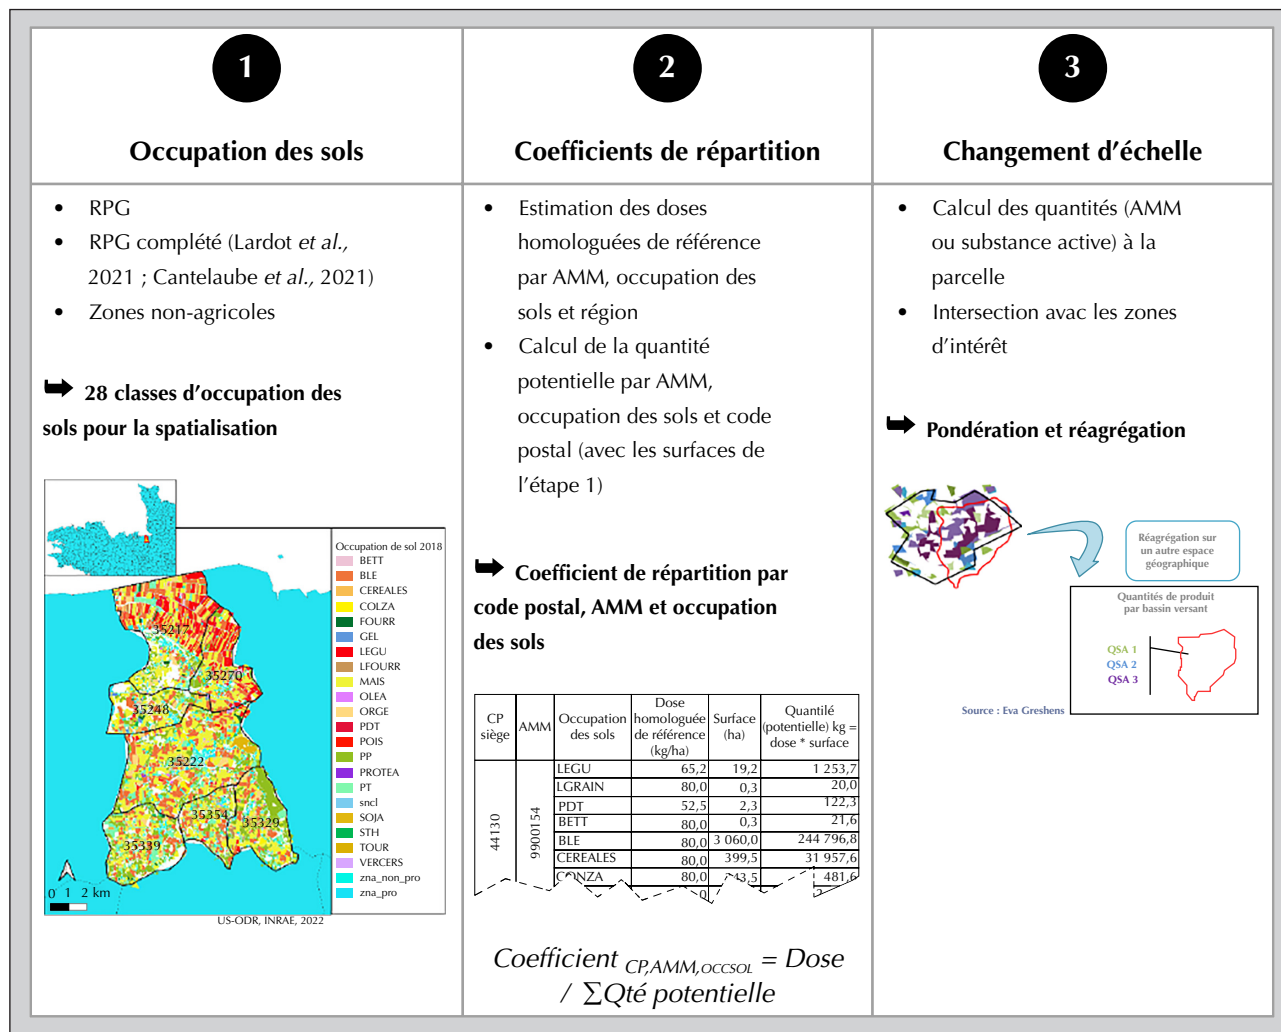 1
Occupation des sols
• RPG
• RPG complété (Lardot et al.,
2021 ; Cantelaube et al., 2021)
• Zones non-agricoles
➥ 28 classes d’occupation des
sols pour la spatialisation
Occupation de sol 2018
BETT
BLE
CEREALES
COLZA
FOURR
GEL
LEGU
LFOURR
MAIS
OLEA
ORGE
PDT
POIS
PP
PROTEA
PT
sncl
SOJA
STH
TOUR
VERCERS
zna_non_pro
zna_pro
35217
35270
35248
35222
35354
35329
35339
0 1 2 km
US-ODR, INRAE, 2022
2
Coefficients de répartition
• Estimation des doses
homologuées de référence
par AMM, occupation des
sols et région
• Calcul de la quantité
potentielle par AMM,
occupation des sols et code
postal (avec les surfaces de
l’étape 1)
➥ Coefficient de répartition par
code postal, AMM et occupation
des sols
CP siège | AMM | Occupation des sols | Dose homologuée de référence (kg/ha) | Surface (ha) | Quantilé (potentielle) kg = dose * surface
44130 | 9900154
LEGU 65,2 19,2 1 253,7
LGRAIN 80,0 0,3 20,0
PDT 52,5 2,3 122,3
BETT 80,0 0,3 21,6
BLE 80,0 3 060,0 244 796,8
CEREALES 80,0 399,5 31 957,6
80,0 481,6
Coefficient CP,AMM,OCCSOL = Dose
/ ∑Qté potentielle
3
Changement d’échelle
• Calcul des quantités (AMM
ou substance active) à la
parcelle
• Intersection avac les zones
d’intérêt
➥ Pondération et réagrégation
Réagrégation sur
un autre espace
géographique
Quantités de produit
par bassin versant
QSA 1
QSA 2
QSA 3
Source : Eva Greshens